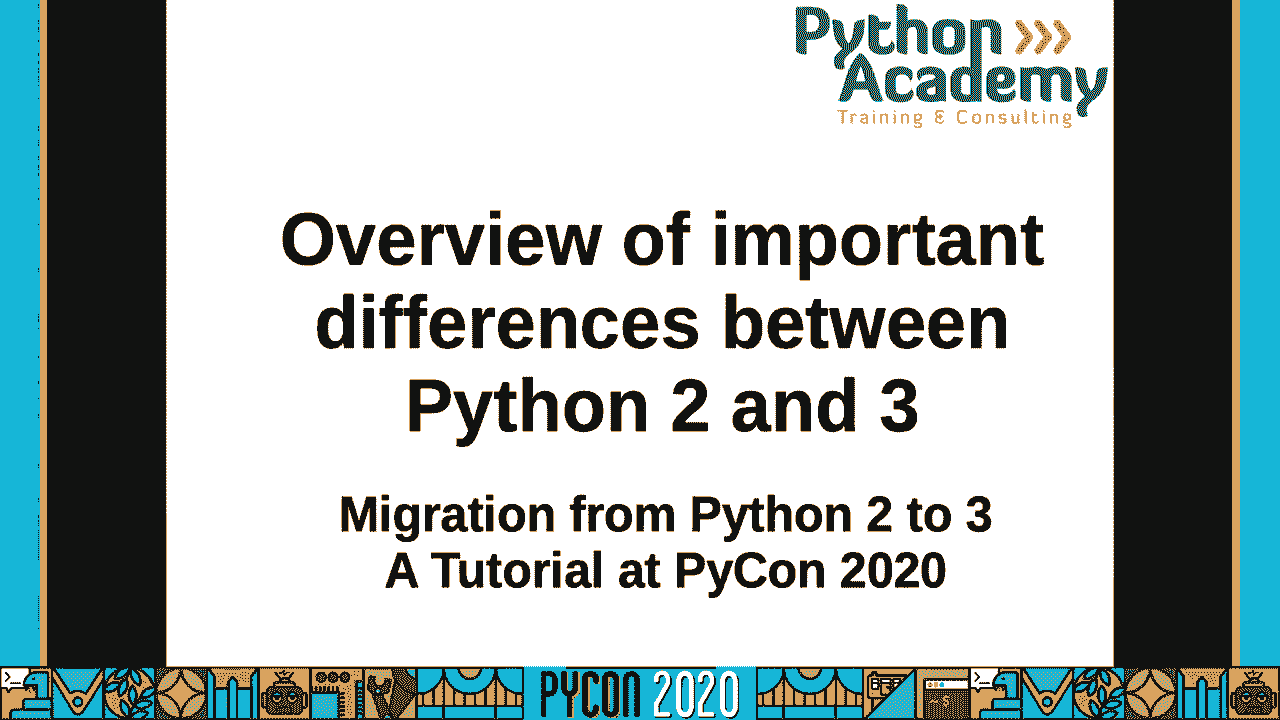 Python >>>
Academy
Training & Consulting
Overview of important
differences between
Python 2 and 3
Migration from Python 2 to 3
A Tutorial at PyCon 2020
PYCON 2020